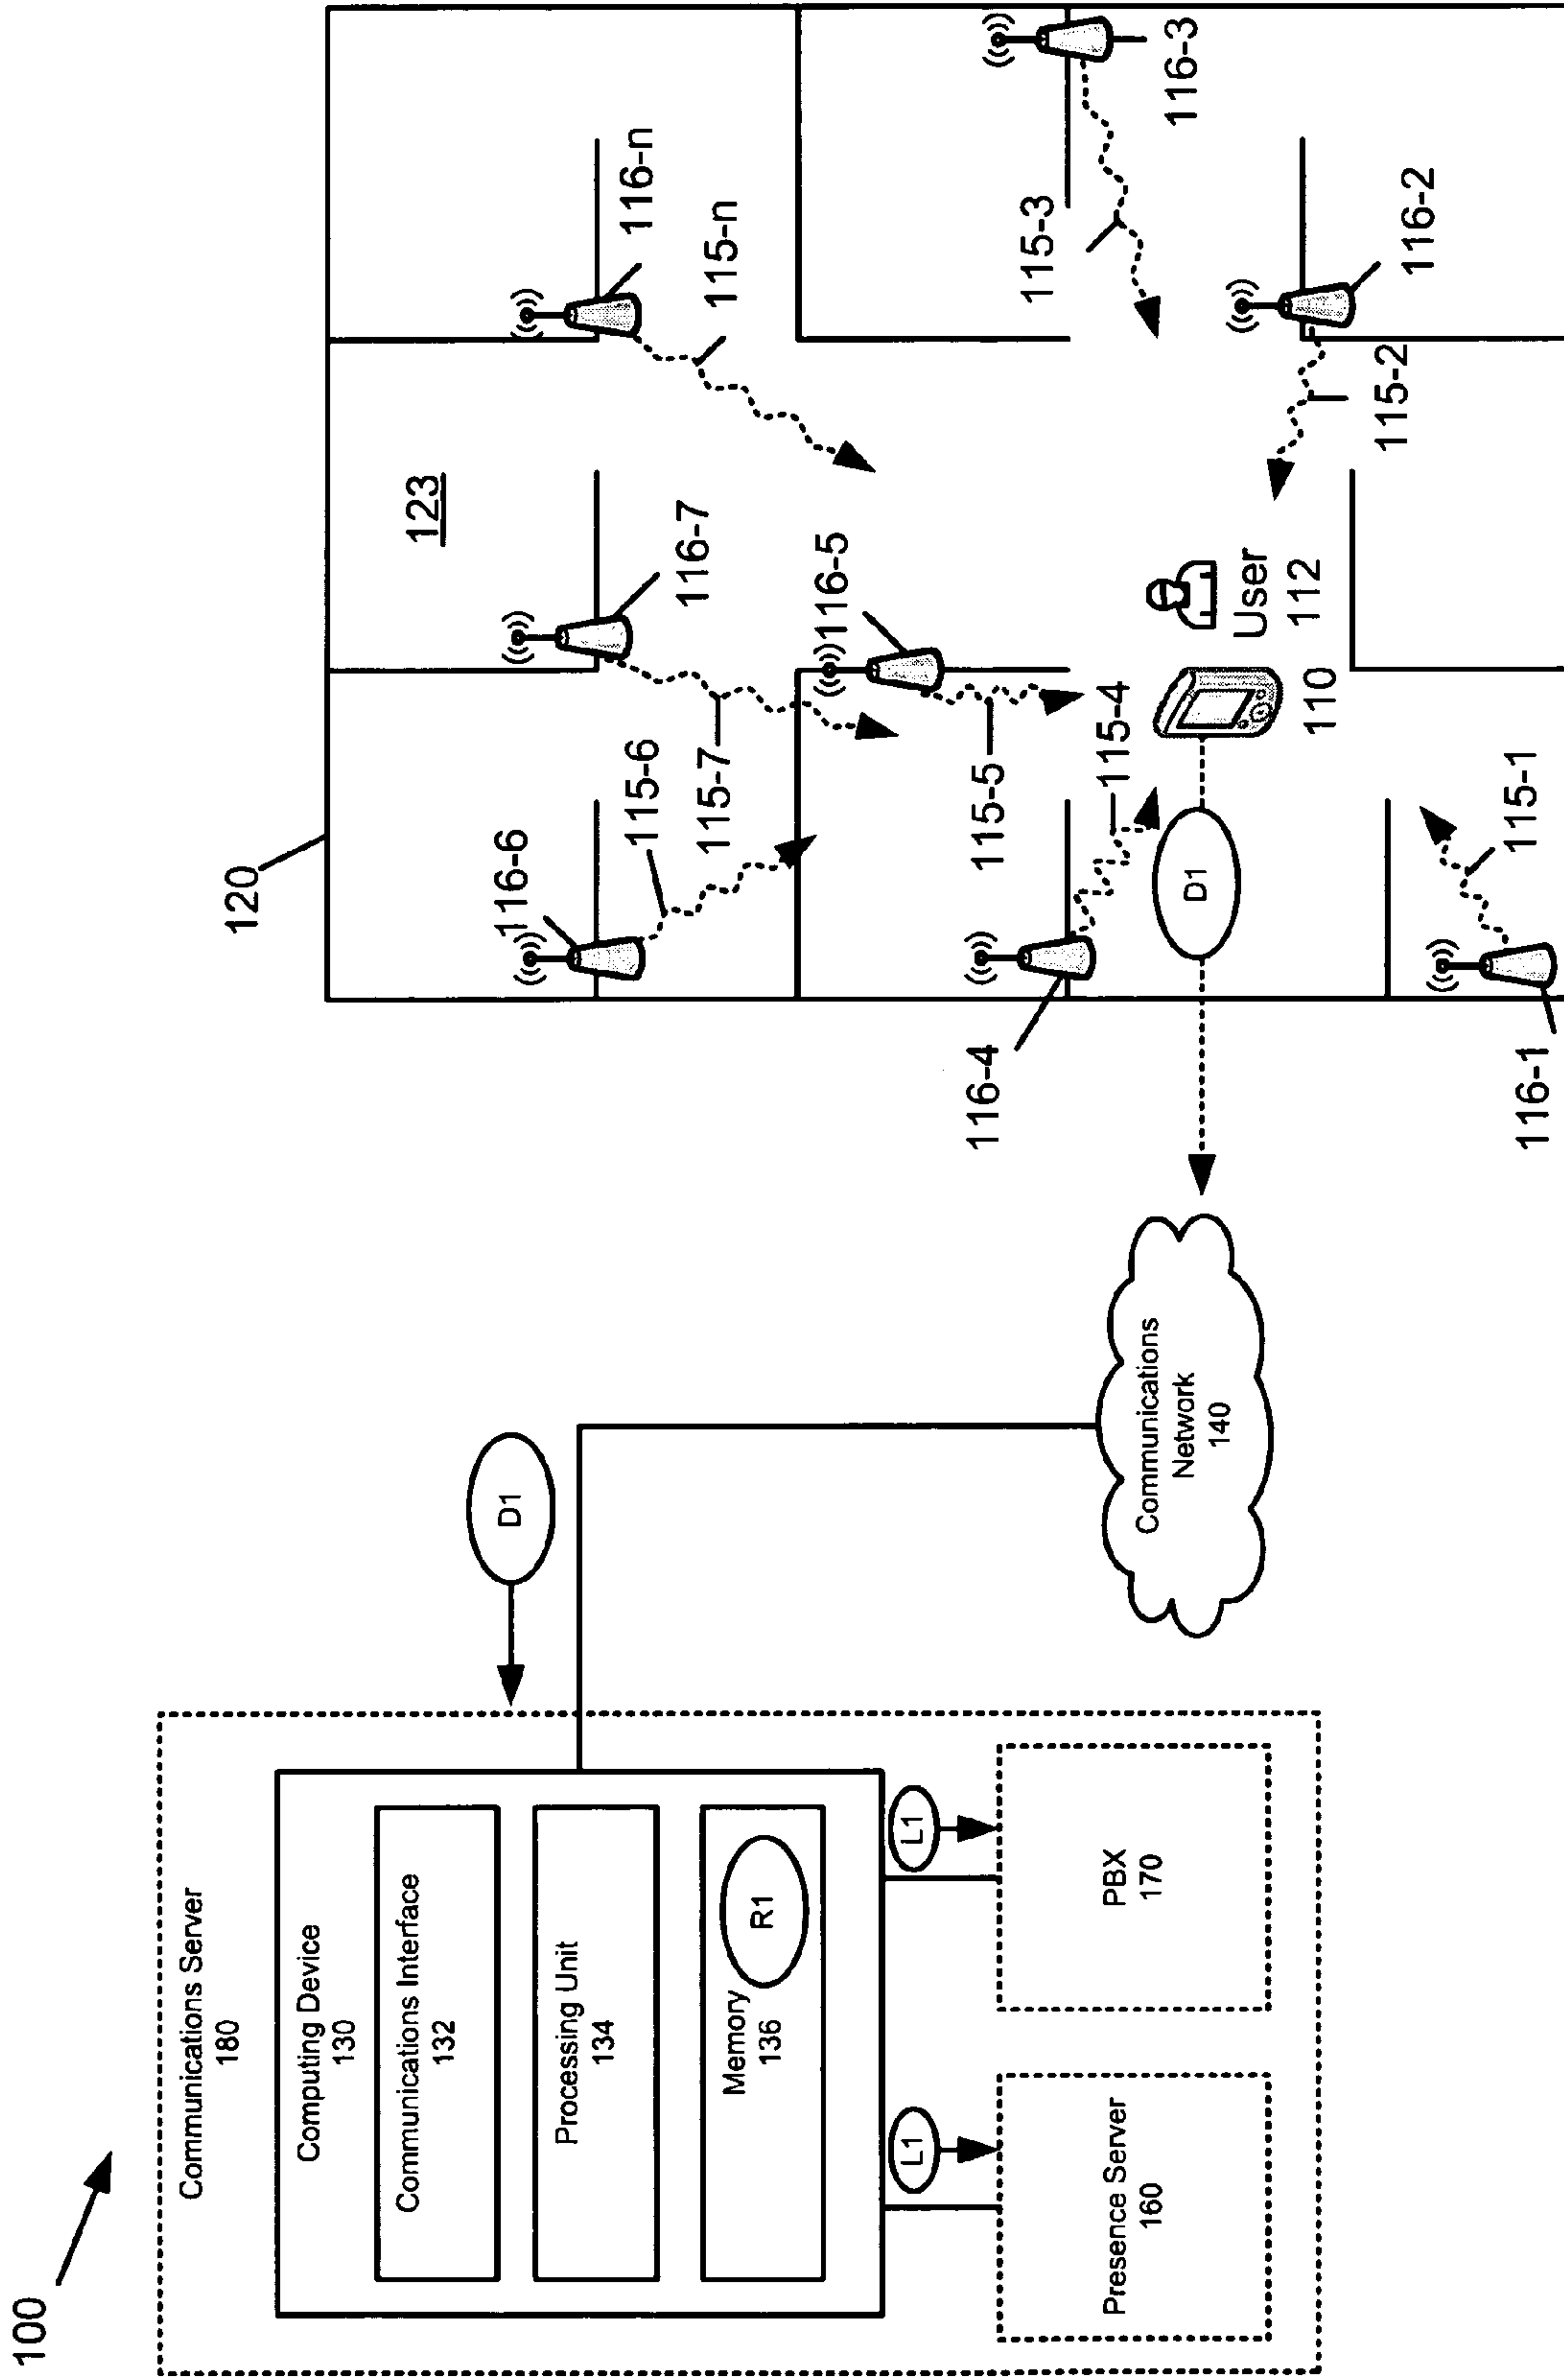 100
Communications Server
180
Computing Device
130
Communications Interface
132
Processing Unit
134
Memory
136
R1
L1
L1
Presence Server
160
PBX
170
D1
Communications
Network
140
120
123
116-6
115-6
116-7
115-7
116-n
115-n
116-5
115-5
116-4
115-4
D1
110
User
112
115-3
116-3
116-2
115-2
115-1
116-1